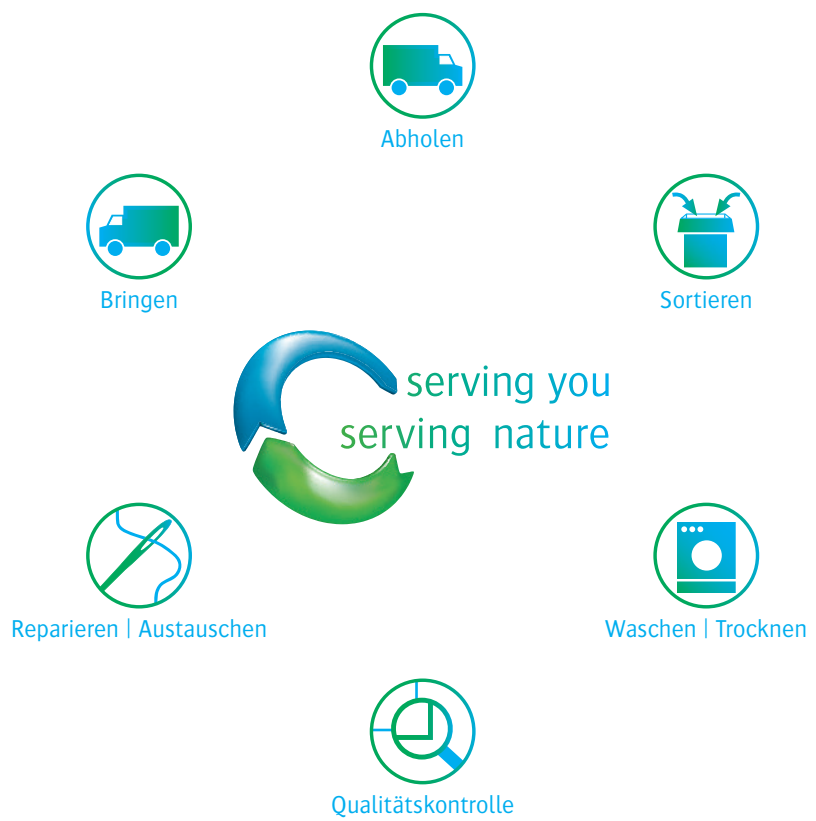 Abholen
Bringen
Sortieren
serving you
serving nature
Reparieren | Austauschen
Waschen | Trocknen
Qualitätskontrolle